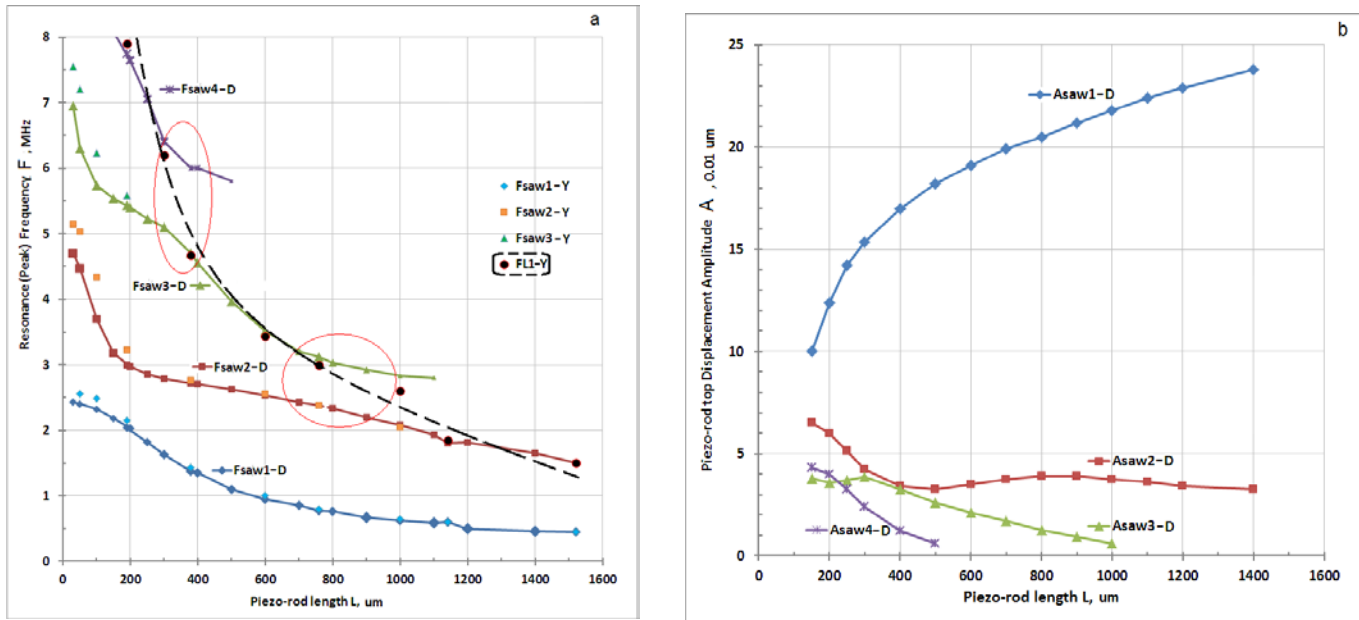 a
Resonance (Peak) Frequency F, MHz
8
7
6
5
4
3
2
1
0
0 200 400 600 800 1000 1200 1400 1600
Piezo-rod length L, um
Fsaw4-D
Fsaw3-D
Fsaw2-D
Fsaw1-D
Fsaw1-Y
Fsaw2-Y
Fsaw3-Y
FL1-Y
b
Piezo-rod top Displacement Amplitude A, 0.01 um
25
20
15
10
5
0
0 200 400 600 800 1000 1200 1400 1600
Piezo-rod length L, um
Asaw1-D
Asaw2-D
Asaw4-D
Asaw3-D